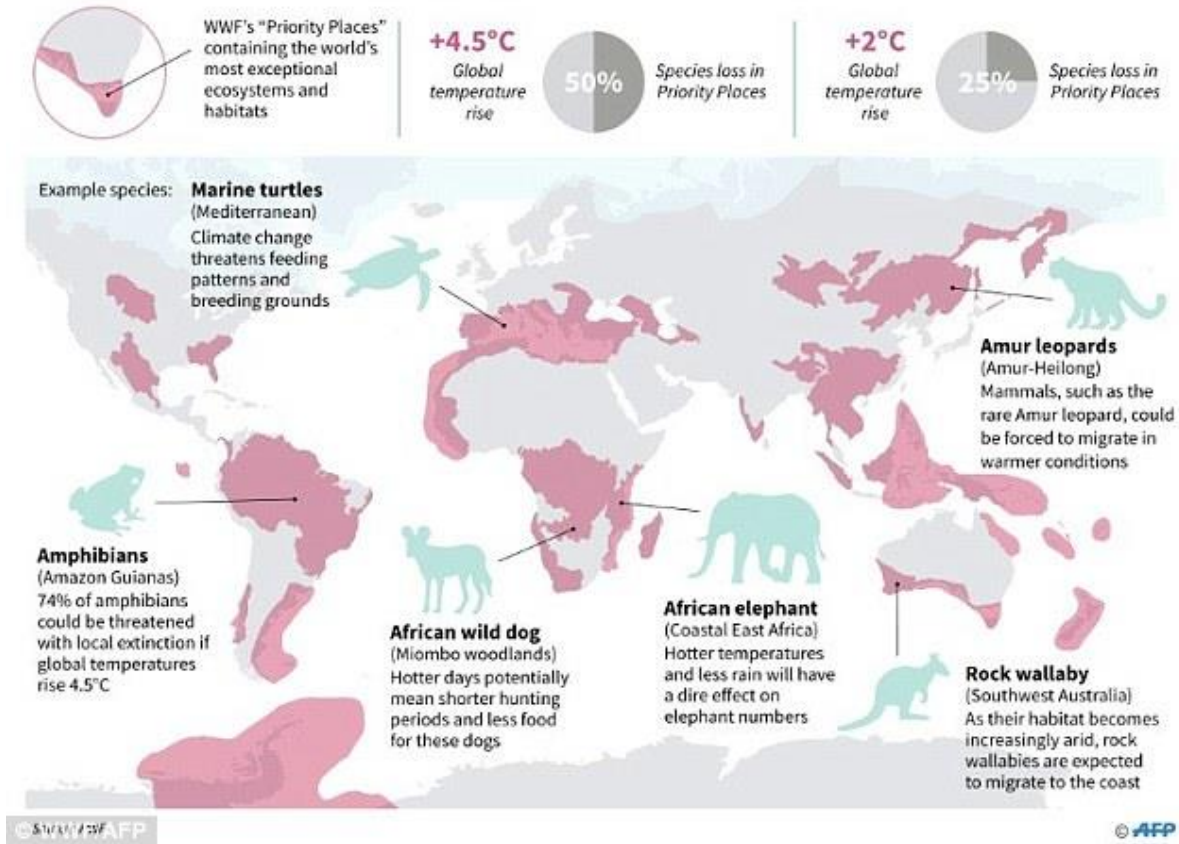 WWF's “Priority Places”
containing the world's
most exceptional
ecosystems and
habitats
+4.5°C
Global
temperature
rise
50%
Species loss in
Priority Places
+2°C
Global
temperature
rise
25%
Species loss in
Priority Places
Example species:
Marine turtles
(Mediterranean)
Climate change
threatens feeding
patterns and
breeding grounds
Amur leopards
(Amur-Heilong)
Mammals, such as the
rare Amur leopard, could
be forced to migrate in
warmer conditions
Amphibians
(Amazon Guianas)
74% of amphibians
could be threatened
with local extinction if
global temperatures
rise 4.5°C
African wild dog
(Miombo woodlands)
Hotter days potentially
mean shorter hunting
periods and less food
for these dogs
African elephant
(Coastal East Africa)
Hotter temperatures
and less rain will have
a dire effect on
elephant numbers
Rock wallaby
(Southwest Australia)
As their habitat becomes
increasingly arid, rock
wallabies are expected
to migrate to the coast
© WWF/AFP
© AFP